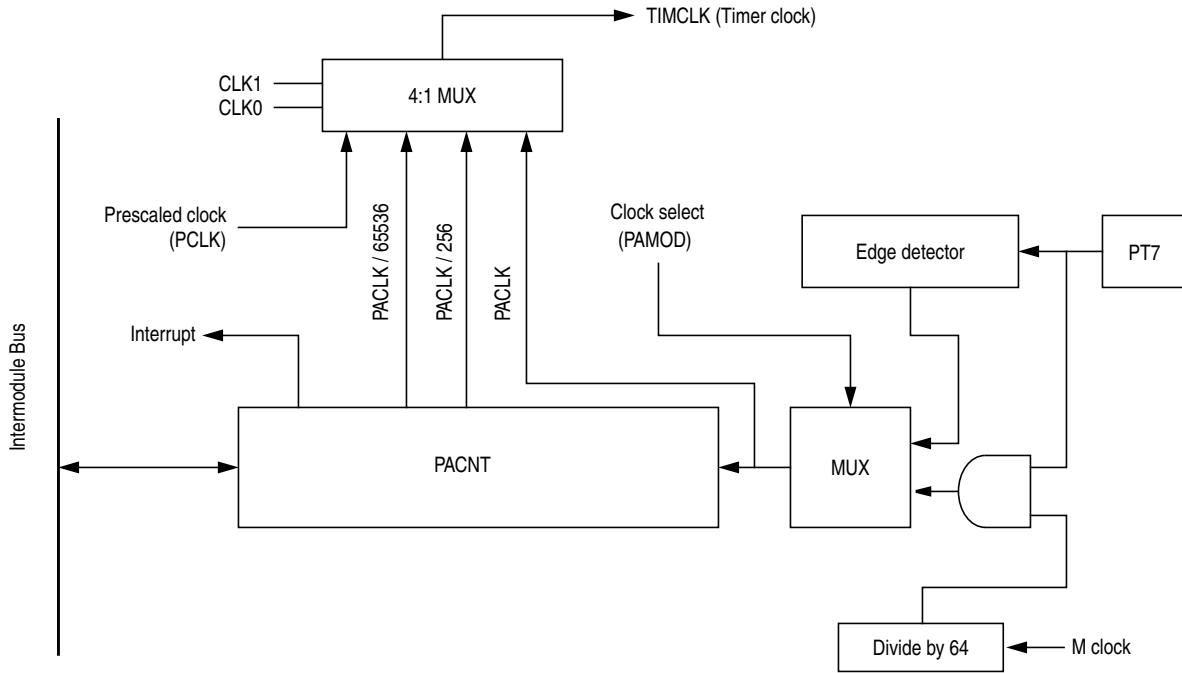 TIMCLK (Timer clock)
CLK1
CLK0
4:1 MUX
Prescaled clock
(PCLK)
PACLK / 65536
PACLK / 256
PACLK
Clock select
(PAMOD)
Edge detector
PT7
Interrupt
Intermodule Bus
PACNT
MUX
Divide by 64
M clock